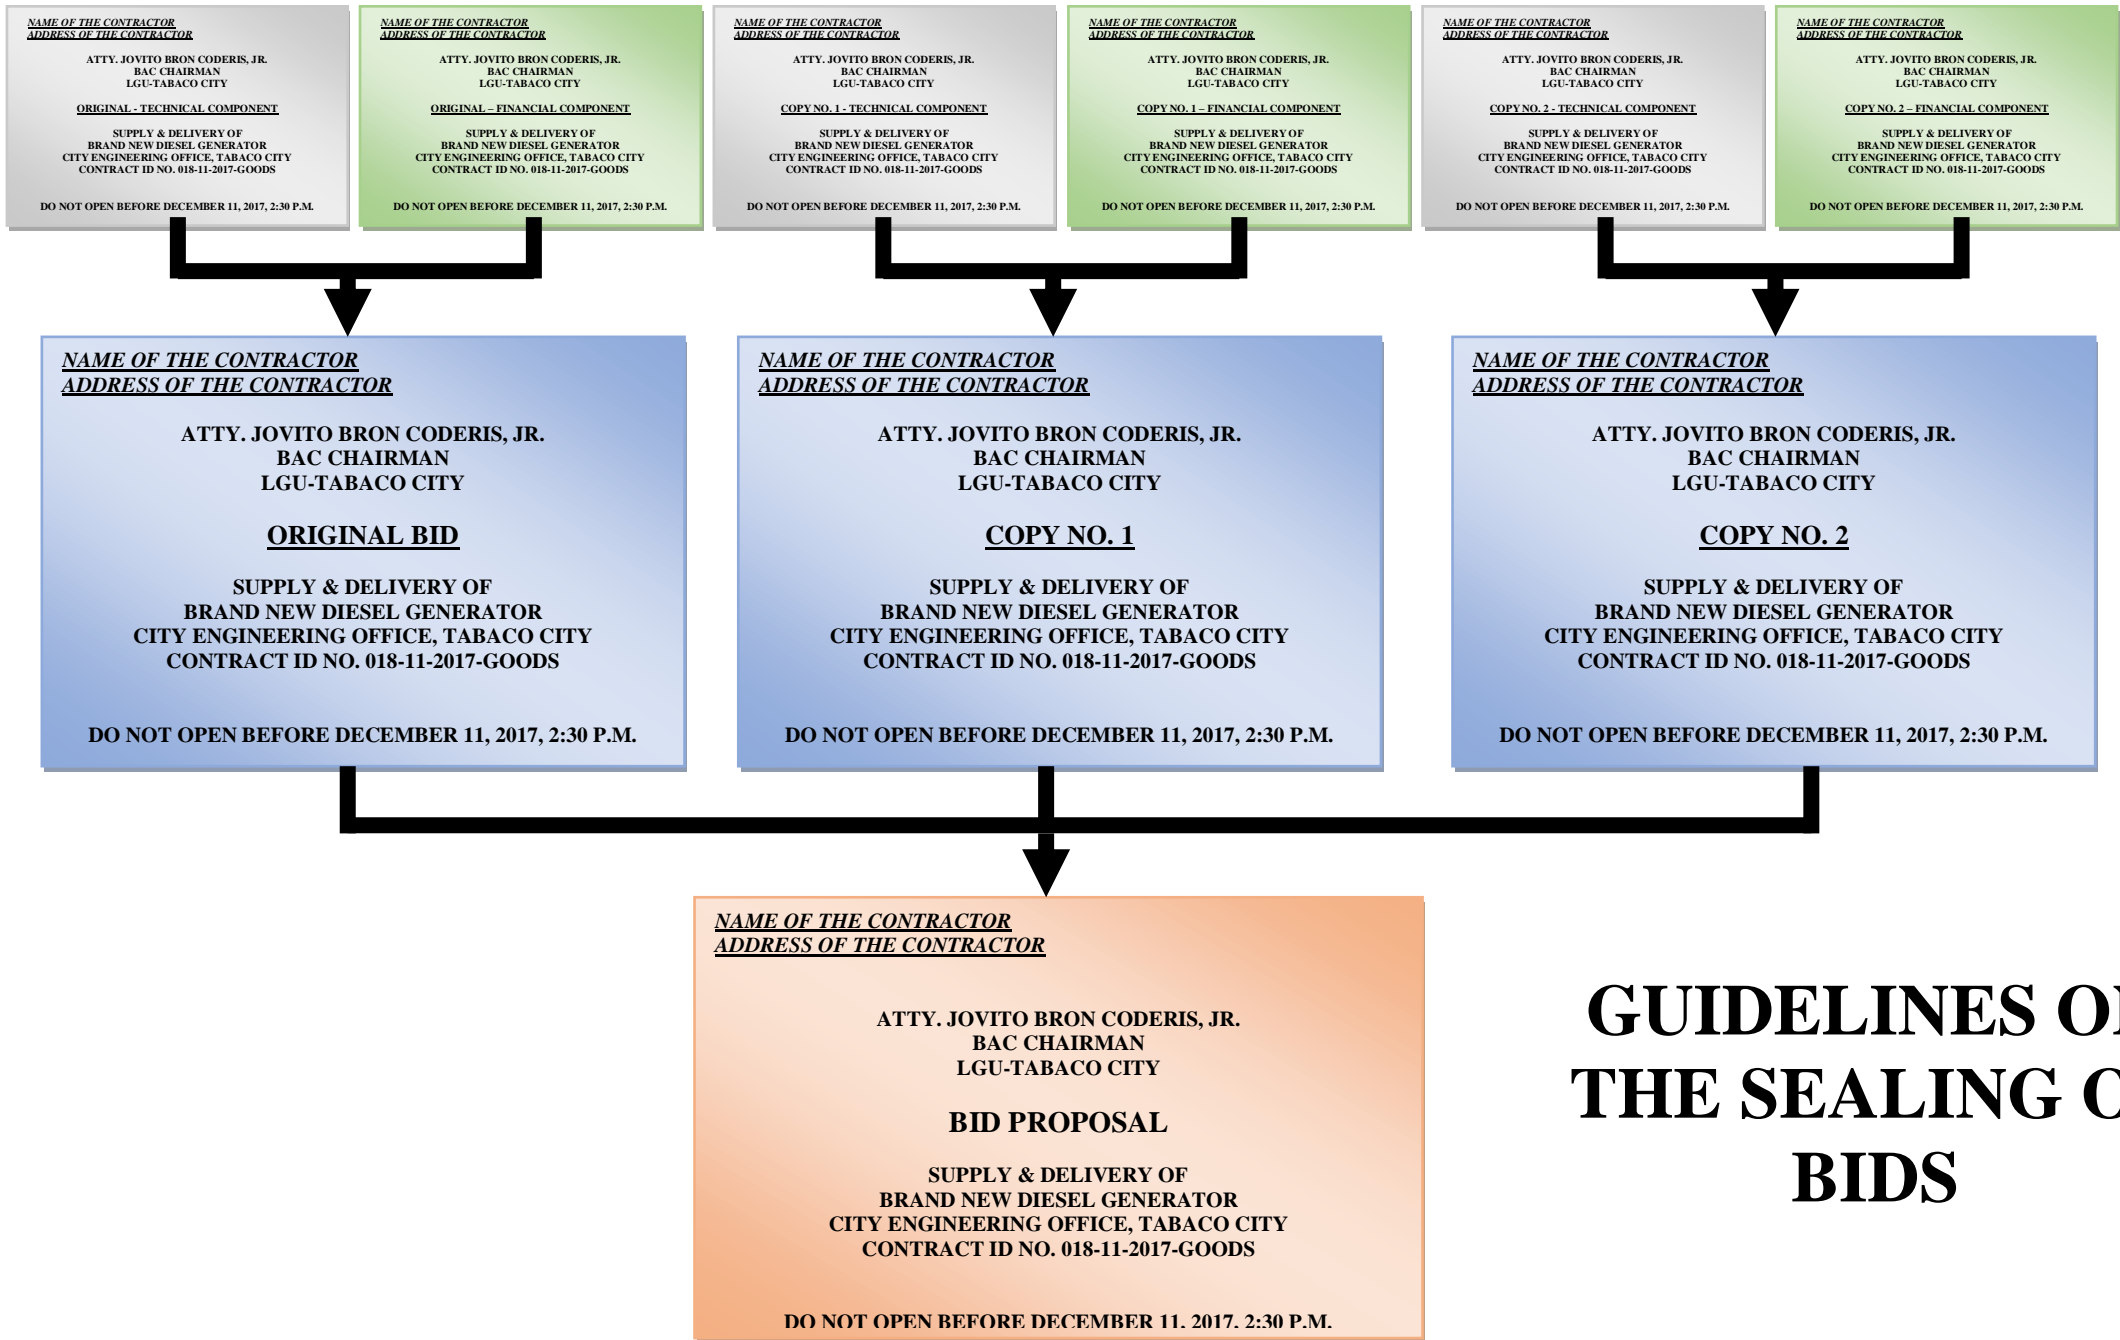 NAME OF THE CONTRACTOR
ADDRESS OF THE CONTRACTOR
ATTY. JOVITO BRON CODERIS, JR.
BAC CHAIRMAN
LGU-TABACO CITY
ORIGINAL - TECHNICAL COMPONENT
SUPPLY & DELIVERY OF
BRAND NEW DIESEL GENERATOR
CITY ENGINEERING OFFICE, TABACO CITY
CONTRACT ID NO. 018-11-2017-GOODS
DO NOT OPEN BEFORE DECEMBER 11, 2017, 2:30 P.M.
NAME OF THE CONTRACTOR
ADDRESS OF THE CONTRACTOR
ATTY. JOVITO BRON CODERIS, JR.
BAC CHAIRMAN
LGU-TABACO CITY
ORIGINAL – FINANCIAL COMPONENT
SUPPLY & DELIVERY OF
BRAND NEW DIESEL GENERATOR
CITY ENGINEERING OFFICE, TABACO CITY
CONTRACT ID NO. 018-11-2017-GOODS
DO NOT OPEN BEFORE DECEMBER 11, 2017, 2:30 P.M.
NAME OF THE CONTRACTOR
ADDRESS OF THE CONTRACTOR
ATTY. JOVITO BRON CODERIS, JR.
BAC CHAIRMAN
LGU-TABACO CITY
COPY NO. 1 - TECHNICAL COMPONENT
SUPPLY & DELIVERY OF
BRAND NEW DIESEL GENERATOR
CITY ENGINEERING OFFICE, TABACO CITY
CONTRACT ID NO. 018-11-2017-GOODS
DO NOT OPEN BEFORE DECEMBER 11, 2017, 2:30 P.M.
NAME OF THE CONTRACTOR
ADDRESS OF THE CONTRACTOR
ATTY. JOVITO BRON CODERIS, JR.
BAC CHAIRMAN
LGU-TABACO CITY
COPY NO. 1 – FINANCIAL COMPONENT
SUPPLY & DELIVERY OF
BRAND NEW DIESEL GENERATOR
CITY ENGINEERING OFFICE, TABACO CITY
CONTRACT ID NO. 018-11-2017-GOODS
DO NOT OPEN BEFORE DECEMBER 11, 2017, 2:30 P.M.
NAME OF THE CONTRACTOR
ADDRESS OF THE CONTRACTOR
ATTY. JOVITO BRON CODERIS, JR.
BAC CHAIRMAN
LGU-TABACO CITY
COPY NO. 2 - TECHNICAL COMPONENT
SUPPLY & DELIVERY OF
BRAND NEW DIESEL GENERATOR
CITY ENGINEERING OFFICE, TABACO CITY
CONTRACT ID NO. 018-11-2017-GOODS
DO NOT OPEN BEFORE DECEMBER 11, 2017, 2:30 P.M.
NAME OF THE CONTRACTOR
ADDRESS OF THE CONTRACTOR
ATTY. JOVITO BRON CODERIS, JR.
BAC CHAIRMAN
LGU-TABACO CITY
COPY NO. 2 – FINANCIAL COMPONENT
SUPPLY & DELIVERY OF
BRAND NEW DIESEL GENERATOR
CITY ENGINEERING OFFICE, TABACO CITY
CONTRACT ID NO. 018-11-2017-GOODS
DO NOT OPEN BEFORE DECEMBER 11, 2017, 2:30 P.M.
NAME OF THE CONTRACTOR
ADDRESS OF THE CONTRACTOR
ATTY. JOVITO BRON CODERIS, JR.
BAC CHAIRMAN
LGU-TABACO CITY
ORIGINAL BID
SUPPLY & DELIVERY OF
BRAND NEW DIESEL GENERATOR
CITY ENGINEERING OFFICE, TABACO CITY
CONTRACT ID NO. 018-11-2017-GOODS
DO NOT OPEN BEFORE DECEMBER 11, 2017, 2:30 P.M.
NAME OF THE CONTRACTOR
ADDRESS OF THE CONTRACTOR
ATTY. JOVITO BRON CODERIS, JR.
BAC CHAIRMAN
LGU-TABACO CITY
COPY NO. 1
SUPPLY & DELIVERY OF
BRAND NEW DIESEL GENERATOR
CITY ENGINEERING OFFICE, TABACO CITY
CONTRACT ID NO. 018-11-2017-GOODS
DO NOT OPEN BEFORE DECEMBER 11, 2017, 2:30 P.M.
NAME OF THE CONTRACTOR
ADDRESS OF THE CONTRACTOR
ATTY. JOVITO BRON CODERIS, JR.
BAC CHAIRMAN
LGU-TABACO CITY
COPY NO. 2
SUPPLY & DELIVERY OF
BRAND NEW DIESEL GENERATOR
CITY ENGINEERING OFFICE, TABACO CITY
CONTRACT ID NO. 018-11-2017-GOODS
DO NOT OPEN BEFORE DECEMBER 11, 2017, 2:30 P.M.
NAME OF THE CONTRACTOR
ADDRESS OF THE CONTRACTOR
ATTY. JOVITO BRON CODERIS, JR.
BAC CHAIRMAN
LGU-TABACO CITY
BID PROPOSAL
SUPPLY & DELIVERY OF
BRAND NEW DIESEL GENERATOR
CITY ENGINEERING OFFICE, TABACO CITY
CONTRACT ID NO. 018-11-2017-GOODS
DO NOT OPEN BEFORE DECEMBER 11, 2017, 2:30 P.M.
GUIDELINES
THE SEALING
BIDS